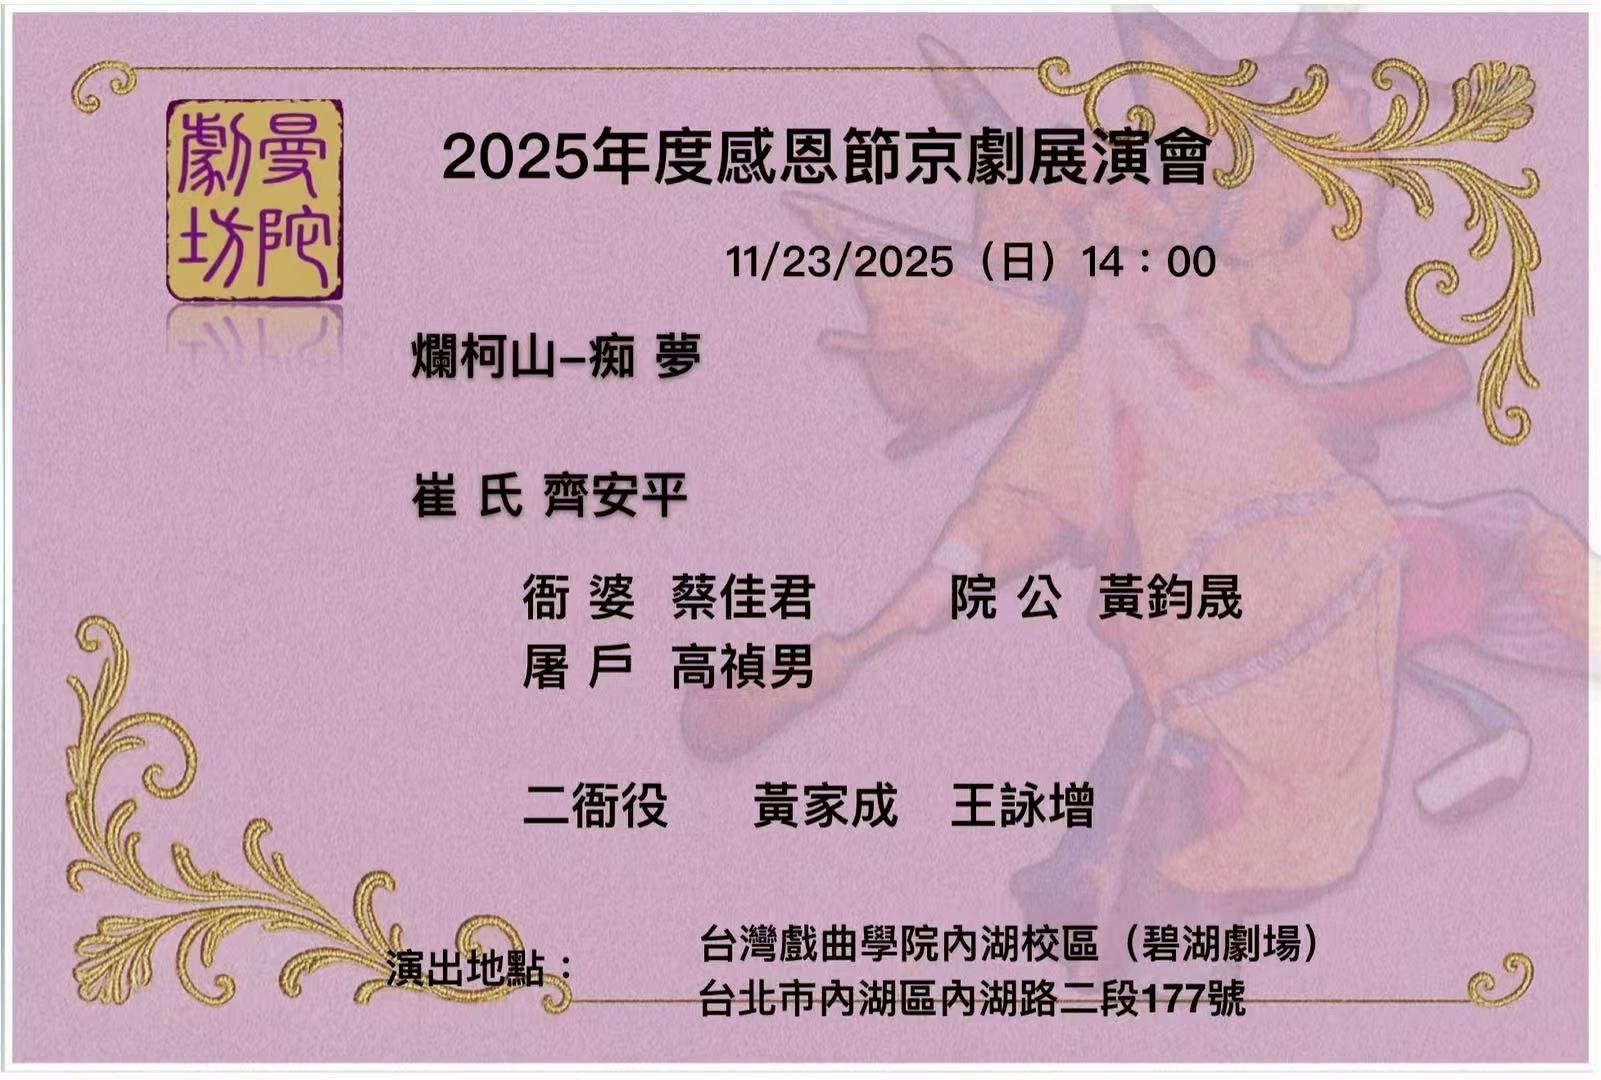 曼陀
劇坊
2025年度感恩節京劇展演會
11/23/2025（日）14：00
爛柯山–痴 夢
崔 氏 齊安平
衙 婆 蔡佳君 院 公 黃鈞晟
屠 戶 高禎男
二衙役 黃家成 王詠增
演出地點：
台灣戲曲學院內湖校區（碧湖劇場）
台北市內湖區內湖路二段177號